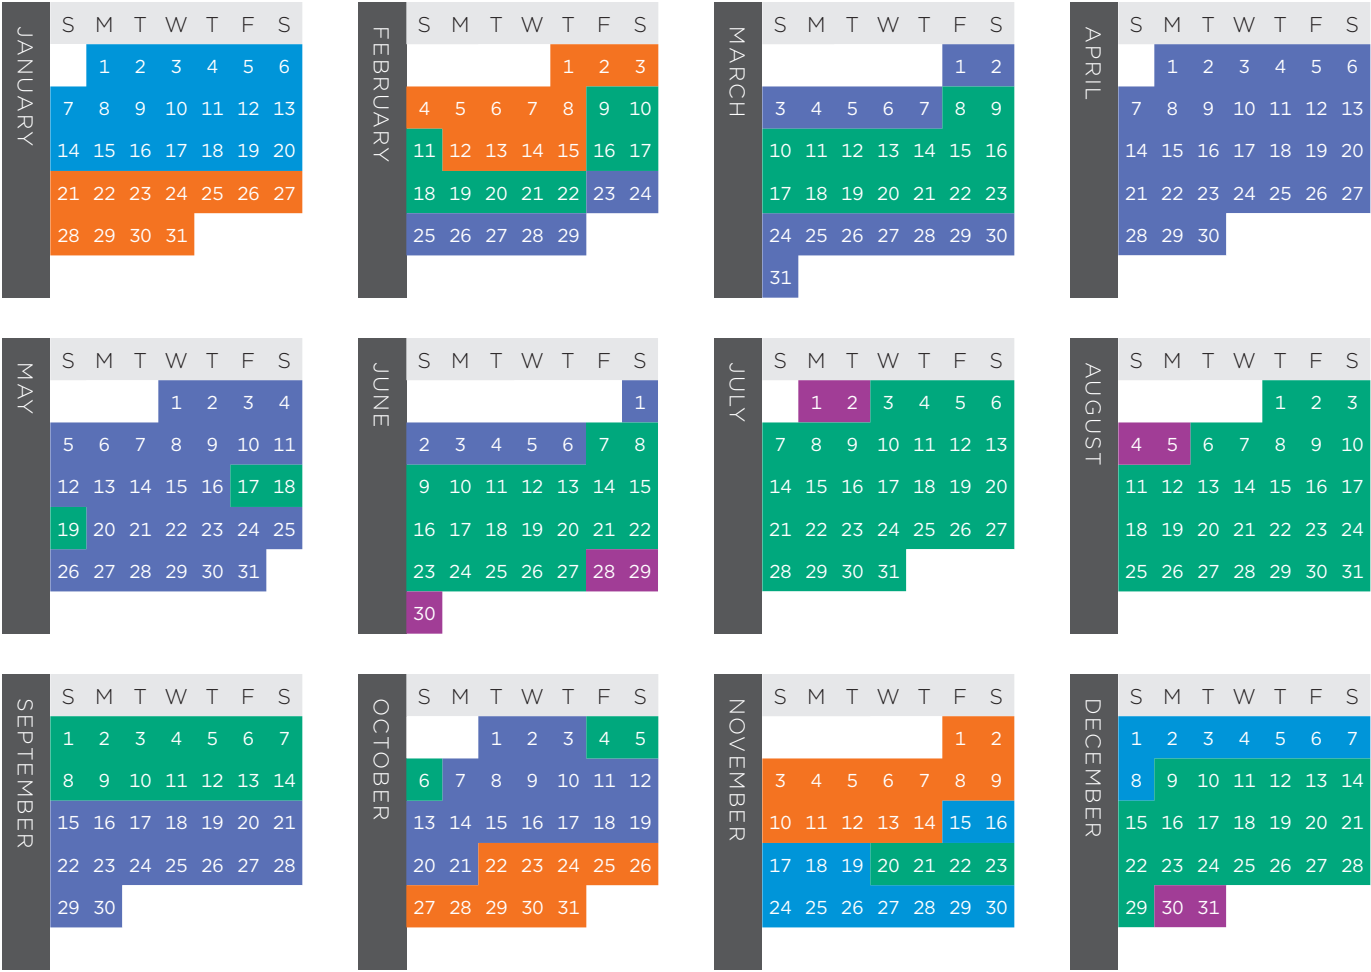 JANUARY
S M T W T F S
1 2 3 4 5 6
7 8 9 10 11 12 13
14 15 16 17 18 19 20
21 22 23 24 25 26 27
28 29 30 31
FEBRUARY
S M T W T F S
1 2 3
4 5 6 7 8 9 10
11 12 13 14 15 16 17
18 19 20 21 22 23 24
25 26 27 28 29
MARCH
S M T W T F S
1 2
3 4 5 6 7 8 9
10 11 12 13 14 15 16
17 18 19 20 21 22 23
24 25 26 27 28 29 30
31
APRIL
S M T W T F S
1 2 3 4 5 6
7 8 9 10 11 12 13
14 15 16 17 18 19 20
21 22 23 24 25 26 27
28 29 30
MAY
S M T W T F S
1 2 3 4
5 6 7 8 9 10 11
12 13 14 15 16 17 18
19 20 21 22 23 24 25
26 27 28 29 30 31
JUNE
S M T W T F S
1
2 3 4 5 6 7 8
9 10 11 12 13 14 15
16 17 18 19 20 21 22
23 24 25 26 27 28 29
30
JULY
S M T W T F S
1 2 3 4 5 6
7 8 9 10 11 12 13
14 15 16 17 18 19 20
21 22 23 24 25 26 27
28 29 30 31
AUGUST
S M T W T F S
1 2 3
4 5 6 7 8 9 10
11 12 13 14 15 16 17
18 19 20 21 22 23 24
25 26 27 28 29 30 31
SEPTEMBER
S M T W T F S
1 2 3 4 5 6 7
8 9 10 11 12 13 14
15 16 17 18 19 20 21
22 23 24 25 26 27 28
29 30
OCTOBER
S M T W T F S
1 2 3 4 5
6 7 8 9 10 11 12
13 14 15 16 17 18 19
20 21 22 23 24 25 26
27 28 29 30 31
NOVEMBER
S M T W T F S
1 2
3 4 5 6 7 8 9
10 11 12 13 14 15 16
17 18 19 20 21 22 23
24 25 26 27 28 29 30
DECEMBER
S M T W T F S
1 2 3 4 5 6 7
8 9 10 11 12 13 14
15 16 17 18 19 20 21
22 23 24 25 26 27 28
29 30 31